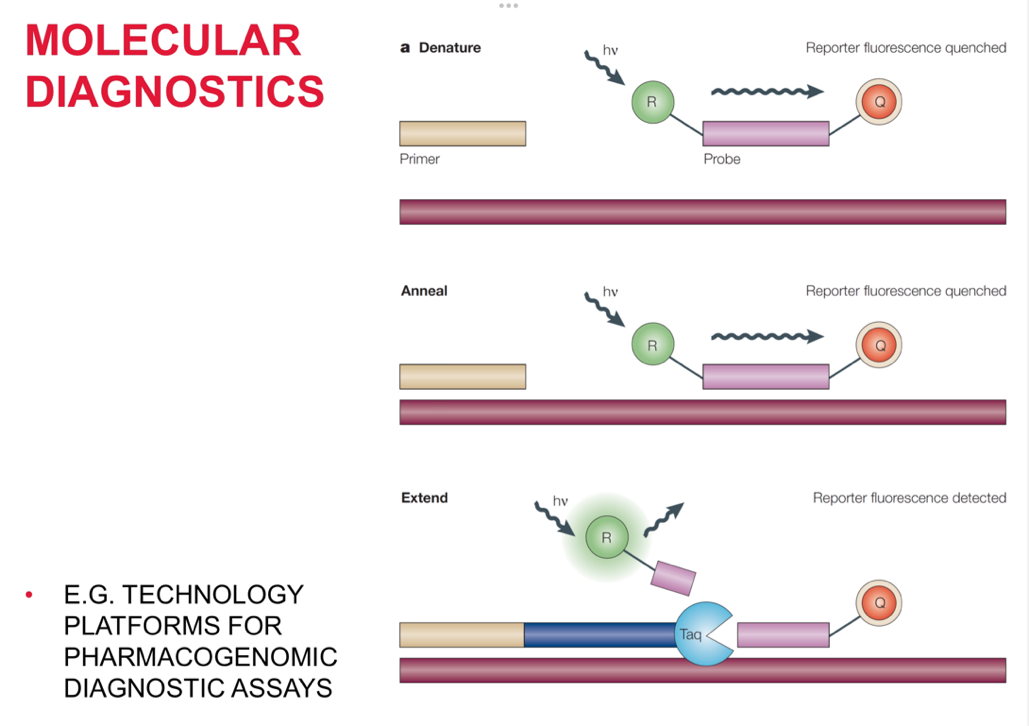 MOLECULAR
DIAGNOSTICS
a Denature
hν
Reporter fluorescence quenched
R
Q
Primer
Probe
Anneal
hν
Reporter fluorescence quenched
R
Q
Extend
hν
Reporter fluorescence detected
R
Q
Taq
• E.G. TECHNOLOGY
PLATFORMS FOR
PHARMACOGENOMIC
DIAGNOSTIC ASSAYS